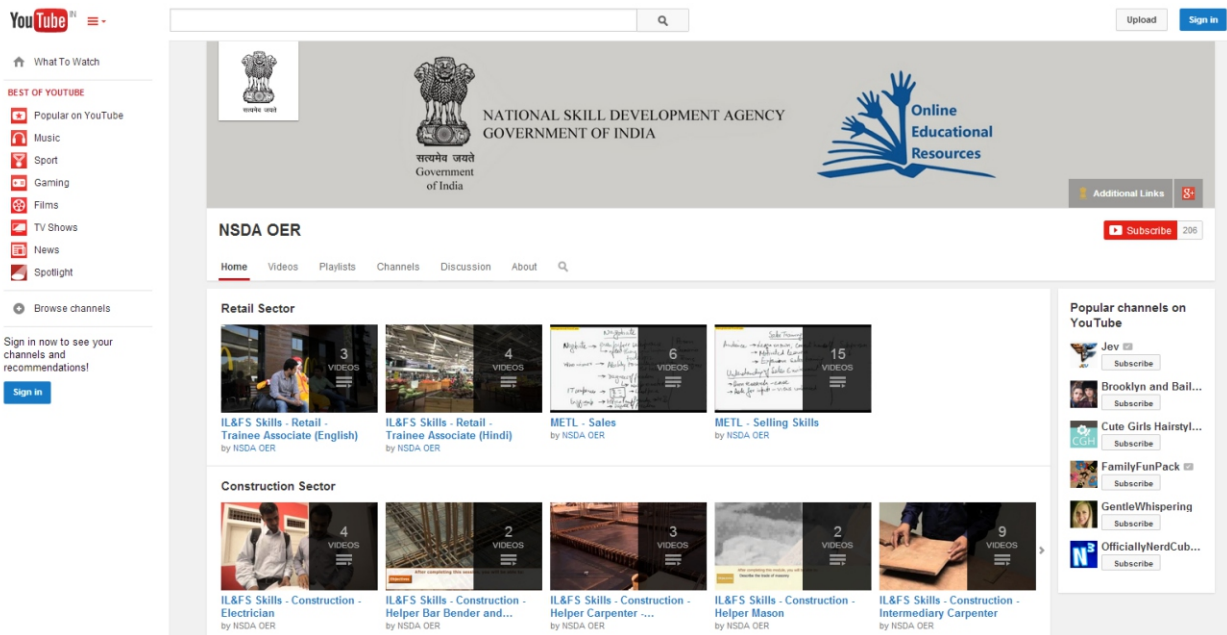 YouTube IN
Upload
Sign in
What To Watch
BEST OF YOUTUBE
Popular on YouTube
Music
Sport
Gaming
Films
TV Shows
News
Spotlight
Browse channels
Sign in now to see your
channels and
recommendations!
Sign in
सत्यमेव जयते
सत्यमेव जयते
Government
of India
NATIONAL SKILL DEVELOPMENT AGENCY
GOVERNMENT OF INDIA
Online
Educational
Resources
Additional Links
NSDA OER
Subscribe 206
Home Videos Playlists Channels Discussion About
Retail Sector
3
VIDEOS
IL&FS Skills - Retail -
Trainee Associate (English)
by NSDA OER
4
VIDEOS
IL&FS Skills - Retail -
Trainee Associate (Hindi)
by NSDA OER
6
VIDEOS
METL - Sales
by NSDA OER
15
VIDEOS
METL - Selling Skills
by NSDA OER
Construction Sector
4
VIDEOS
IL&FS Skills - Construction -
Electrician
by NSDA OER
2
VIDEOS
IL&FS Skills - Construction -
Helper Bar Bender and...
by NSDA OER
3
VIDEOS
IL&FS Skills - Construction -
Helper Carpenter -...
by NSDA OER
2
VIDEOS
IL&FS Skills - Construction -
Helper Mason
by NSDA OER
9
VIDEOS
IL&FS Skills - Construction -
Intermediary Carpenter
by NSDA OER
Popular channels on
YouTube
Jev
Subscribe
Brooklyn and Bail...
Subscribe
CGH
Cute Girls Hairstyl...
Subscribe
FamilyFunPack
Subscribe
GentleWhispering
Subscribe
N³
OfficiallyNerdCub...
Subscribe